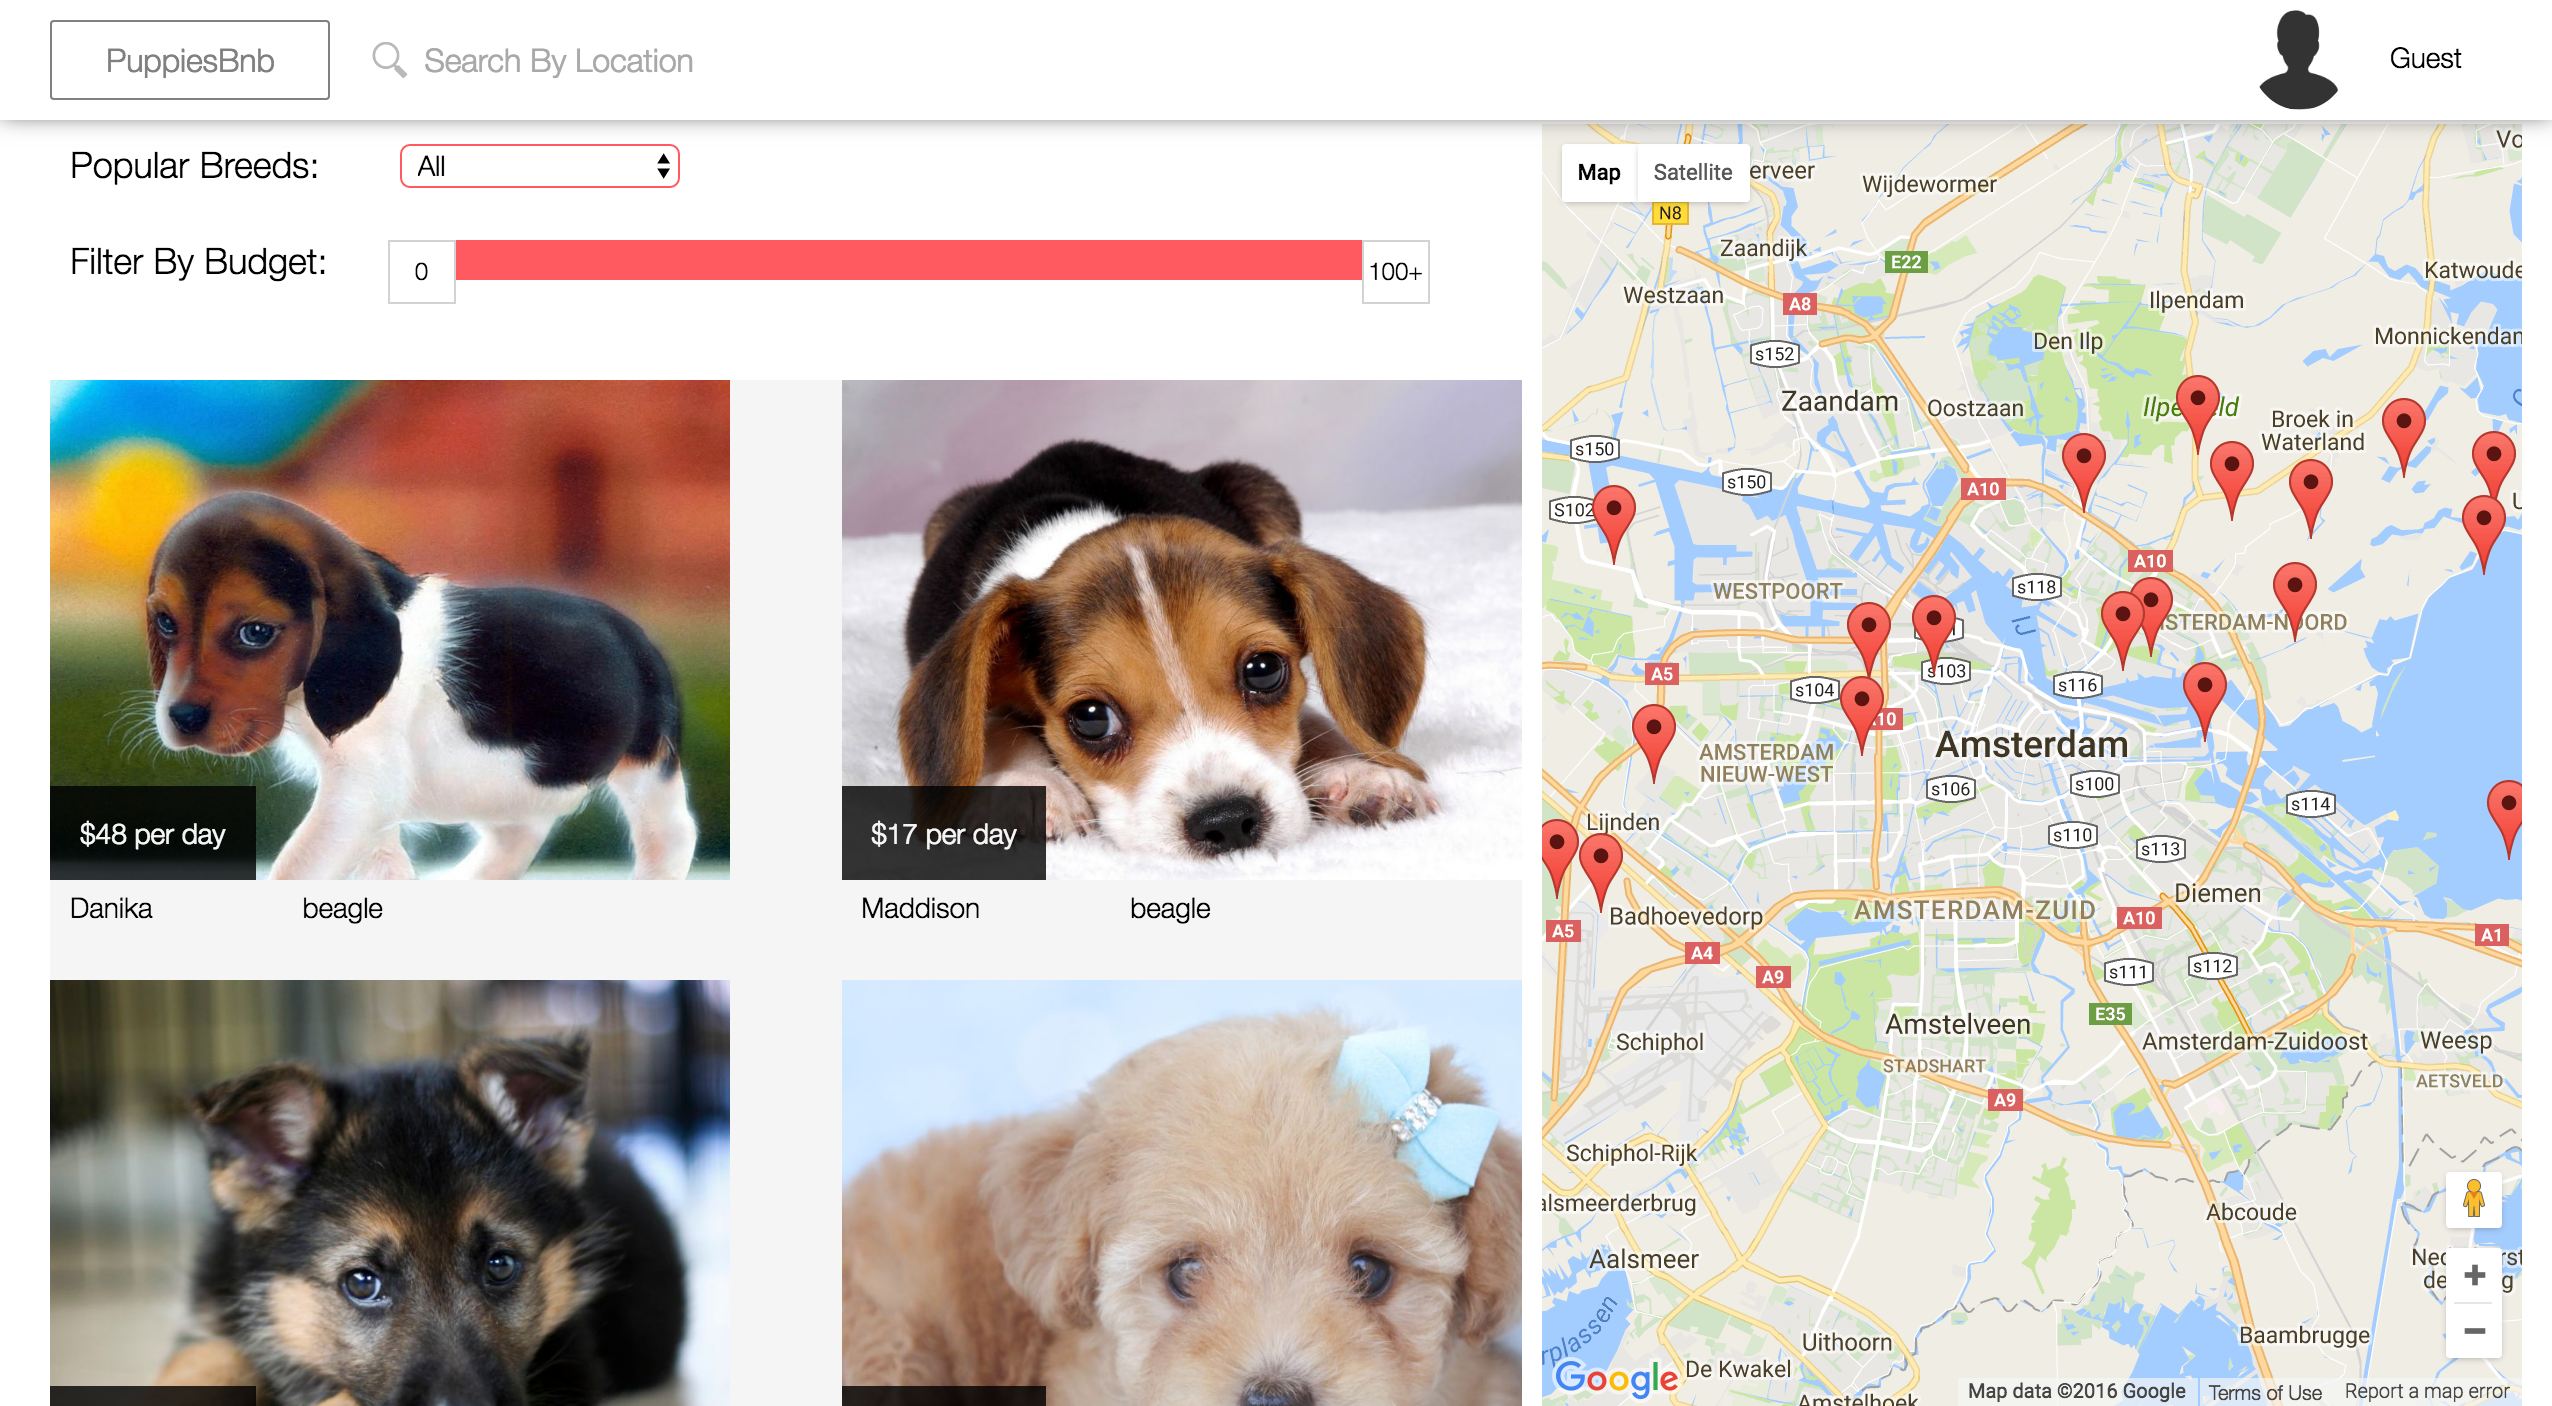 PuppiesBnb
Search By Location
Guest
Popular Breeds:
All
Filter By Budget:
0
100+
$48 per day
Danika
beagle
$17 per day
Maddison
beagle
Map
Satellite
erveer
Wijdewormer
Vo
N8
Zaandijk
E22
Katwoude
Westzaan
A8
Ilpendam
s152
Den Ilp
Monnickendam
Zaandam
Oostzaan
Broek in
Waterland
s150
s150
A10
S102
A10
WESTPOORT
s118
IJ
STERDAM-NOORD
A5
s103
s104
s116
10
AMSTERDAM
NIEUW-WEST
Amsterdam
s106
s100
s114
Lijnden
s110
s113
Diemen
Badhoevedorp
AMSTERDAM-ZUID
A10
A5
A1
A4
A9
s111
s112
E35
Schiphol
Amstelveen
Amsterdam-Zuidoost
Weesp
STADSHART
AETSVELD
A9
Schiphol-Rijk
alsmeerderbrug
Abcoude
Aalsmeer
rplassen
Uithoorn
Baambrugge
De Kwakel
Google
Amstelhoek
Map data ©2016 Google
Terms of Use
Report a map error